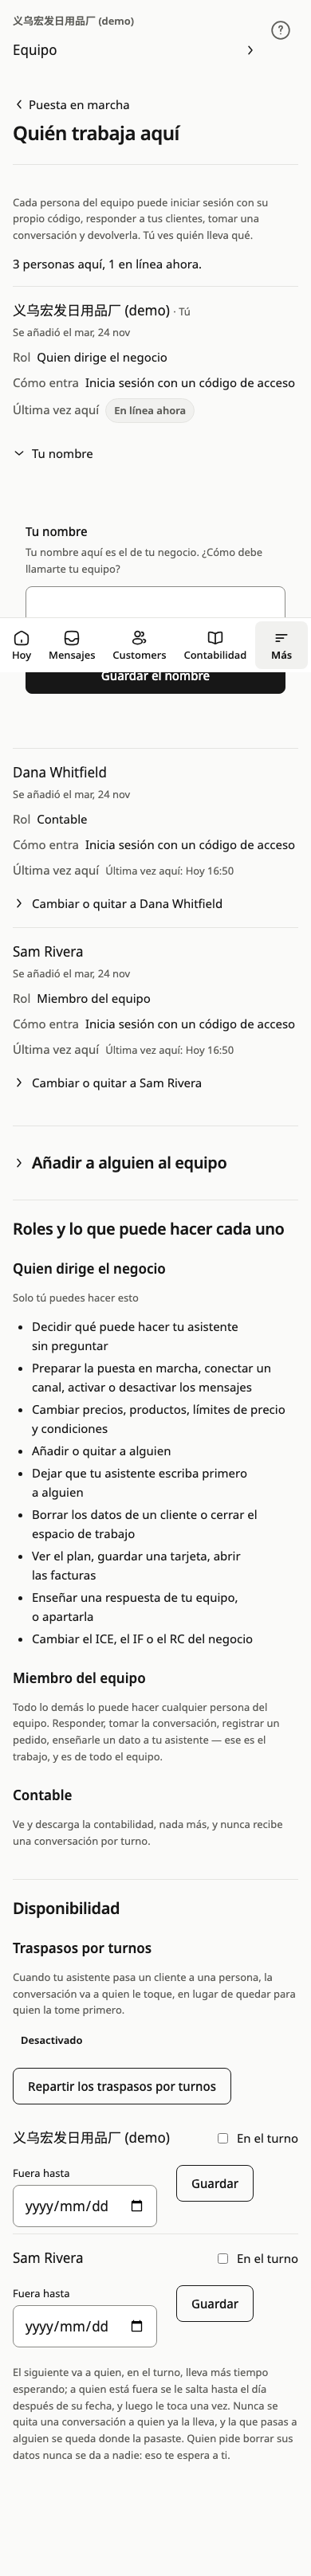 义乌宏发日用品厂 (demo)
Equipo
Puesta en marcha
Quién trabaja aquí
Cada persona del equipo puede iniciar sesión con su
propio código, responder a tus clientes, tomar una
conversación y devolverla. Tú ves quién lleva qué.
3 personas aquí, 1 en línea ahora.
义乌宏发日用品厂 (demo) · Tú
Se añadió el mar, 24 nov
Rol Quien dirige el negocio
Cómo entra Inicia sesión con un código de acceso
Última vez aquí En línea ahora
Tu nombre
Tu nombre
Tu nombre aquí es el de tu negocio. ¿Cómo debe
llamarte tu equipo?
Hoy Mensajes Customers Contabilidad Más
Guardar el nombre
Dana Whitfield
Se añadió el mar, 24 nov
Rol Contable
Cómo entra Inicia sesión con un código de acceso
Última vez aquí Última vez aquí: Hoy 16:50
Cambiar o quitar a Dana Whitfield
Sam Rivera
Se añadió el mar, 24 nov
Rol Miembro del equipo
Cómo entra Inicia sesión con un código de acceso
Última vez aquí Última vez aquí: Hoy 16:50
Cambiar o quitar a Sam Rivera
Añadir a alguien al equipo
Roles y lo que puede hacer cada uno
Quien dirige el negocio
Solo tú puedes hacer esto
• Decidir qué puede hacer tu asistente
sin preguntar
• Preparar la puesta en marcha, conectar un
canal, activar o desactivar los mensajes
• Cambiar precios, productos, límites de precio
y condiciones
• Añadir o quitar a alguien
• Dejar que tu asistente escriba primero
a alguien
• Borrar los datos de un cliente o cerrar el
espacio de trabajo
• Ver el plan, guardar una tarjeta, abrir
las facturas
• Enseñar una respuesta de tu equipo,
o apartarla
• Cambiar el ICE, el IF o el RC del negocio
Miembro del equipo
Todo lo demás lo puede hacer cualquier persona del
equipo. Responder, tomar la conversación, registrar un
pedido, enseñarle un dato a tu asistente — ese es el
trabajo, y es de todo el equipo.
Contable
Ve y descarga la contabilidad, nada más, y nunca recibe
una conversación por turno.
Disponibilidad
Traspasos por turnos
Cuando tu asistente pasa un cliente a una persona, la
conversación va a quien le toque, en lugar de quedar para
quien la tome primero.
Desactivado
Repartir los traspasos por turnos
义乌宏发日用品厂 (demo) En el turno
Fuera hasta
yyyy/mm/dd Guardar
Sam Rivera En el turno
Fuera hasta
yyyy/mm/dd Guardar
El siguiente va a quien, en el turno, lleva más tiempo
esperando; a quien está fuera se le salta hasta el día
después de su fecha, y luego le toca una vez. Nunca se
quita una conversación a quien ya la lleva, y la que pasas a
alguien se queda donde la pasaste. Quien pide borrar sus
datos nunca se da a nadie: eso te espera a ti.